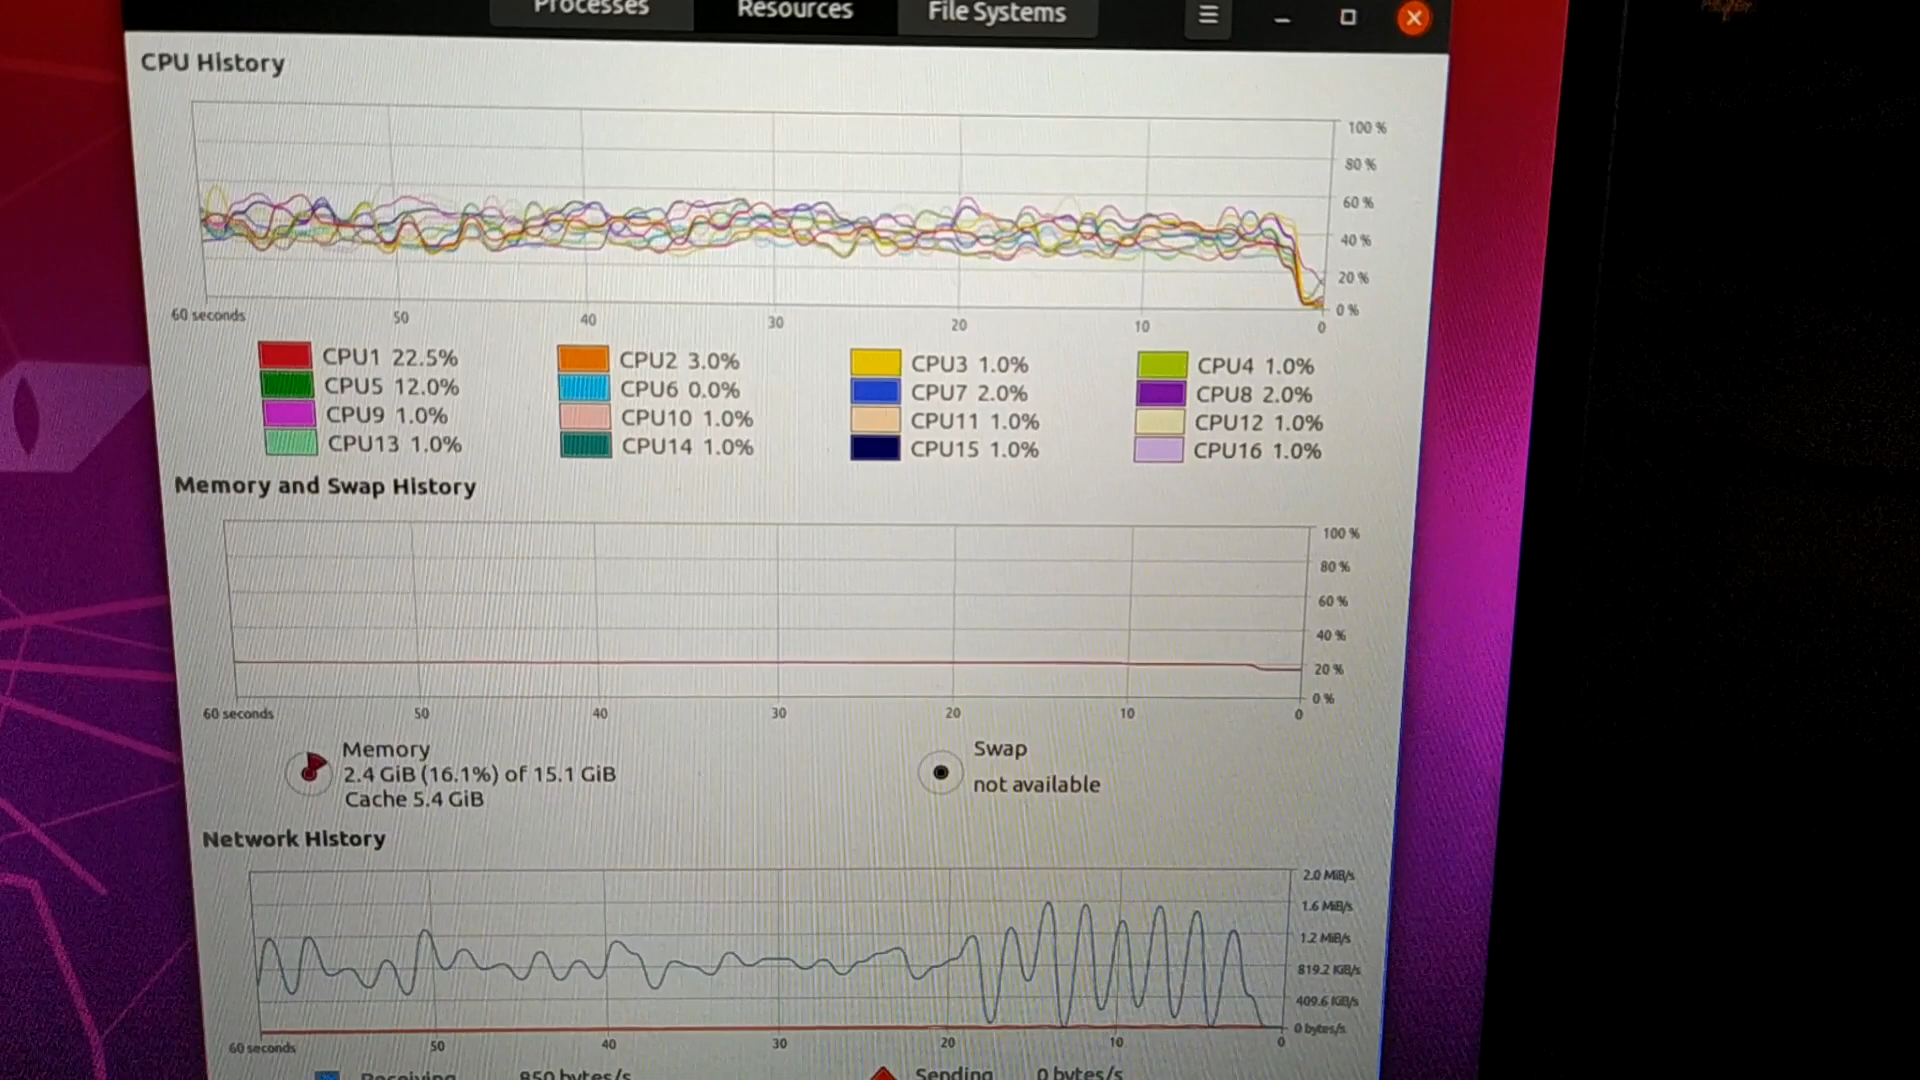 Processes Resources File Systems
CPU History
100 %
80 %
60 %
40 %
20 %
0 %
60 seconds 50 40 30 20 10 0
CPU1 22.5% CPU2 3.0% CPU3 1.0% CPU4 1.0%
CPU5 12.0% CPU6 0.0% CPU7 2.0% CPU8 2.0%
CPU9 1.0% CPU10 1.0% CPU11 1.0% CPU12 1.0%
CPU13 1.0% CPU14 1.0% CPU15 1.0% CPU16 1.0%
Memory and Swap History
100 %
80 %
60 %
40 %
20 %
0 %
60 seconds 50 40 30 20 10 0
Memory
2.4 GiB (16.1%) of 15.1 GiB
Cache 5.4 GiB
Swap
not available
Network History
2.0 MiB/s
1.6 MiB/s
1.2 MiB/s
819.2 KiB/s
409.6 KiB/s
0 bytes/s
60 seconds 50 40 30 20 10 0
Receiving 850 bytes/s Sending 0 bytes/s